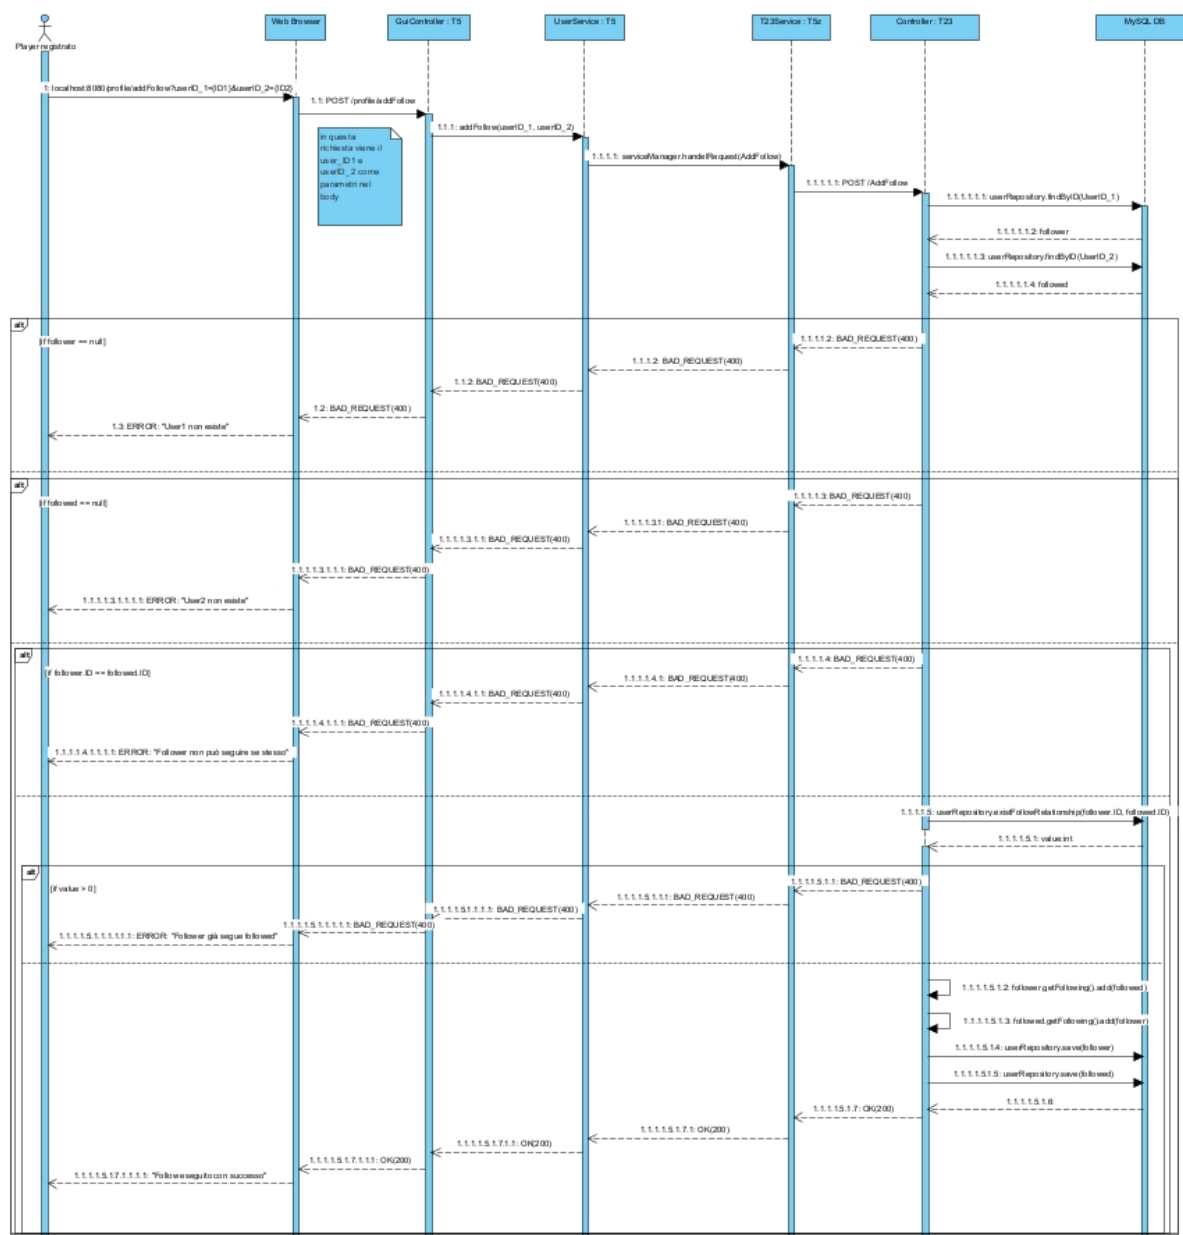 Player registrato
Web Browser
GuiController : T5
UserService : T5
T23Service : T5z
Controller : T23
MySQL DB
1: localhost:8080/profile/addFollow?userID_1={ID1}&userID_2={ID2}
1.1: POST /profile/addFollow
1.1.1: addFollow(userID_1, userID_2)
in questa
richiesta viene il
user_ID1 e
userID_2 come
parametri nel
body
1.1.1.1: serviceManager.handelRequest(AddFollow)
1.1.1.1.1: POST /AddFollow
1.1.1.1.1.1: userRepository.findByID(UserID_1)
1.1.1.1.1.2: follower
1.1.1.1.1.3: userRepository.findByID(UserID_2)
1.1.1.1.1.4: followed
alt
[if follower == null]
1.1.1.1.2: BAD_REQUEST(400)
1.1.1.2: BAD_REQUEST(400)
1.1.2: BAD_REQUEST(400)
1.2: BAD_REQUEST(400)
1.3: ERROR: "User1 non esiste"
alt
[if followed == null]
1.1.1.1.3: BAD_REQUEST(400)
1.1.1.1.3.1: BAD_REQUEST(400)
1.1.1.1.3.1.1: BAD_REQUEST(400)
1.1.1.1.3.1.1.1: BAD_REQUEST(400)
1.1.1.1.3.1.1.1.1: ERROR: "User2 non esiste"
alt
[if follower.ID == followed.ID]
1.1.1.1.4: BAD_REQUEST(400)
1.1.1.1.4.1: BAD_REQUEST(400)
1.1.1.1.4.1.1: BAD_REQUEST(400)
1.1.1.1.4.1.1.1: BAD_REQUEST(400)
1.1.1.1.4.1.1.1.1: ERROR: "Follower non può seguire se stesso"
1.1.1.1.5: userRepository.existFollowRelationship(follower.ID, followed.ID)
1.1.1.1.5.1: value:int
alt
[if value > 0]
1.1.1.1.5.1.1: BAD_REQUEST(400)
1.1.1.1.5.1.1.1: BAD_REQUEST(400)
1.1.1.1.5.1.1.1.1: BAD_REQUEST(400)
1.1.1.1.5.1.1.1.1.1: BAD_REQUEST(400)
1.1.1.1.5.1.1.1.1.1.1: ERROR: "Follower già segue followed"
1.1.1.1.5.1.2: follower.getFollowing().add(followed)
1.1.1.1.5.1.3: followed.getFollowing().add(follower)
1.1.1.1.5.1.4: userRepository.save(follower)
1.1.1.1.5.1.5: userRepository.save(followed)
1.1.1.1.5.1.6:
1.1.1.1.5.1.7: OK(200)
1.1.1.1.5.1.7.1: OK(200)
1.1.1.1.5.1.7.1.1: OK(200)
1.1.1.1.5.1.7.1.1.1: OK(200)
1.1.1.1.5.1.7.1.1.1.1: "Follow eseguito con successo"